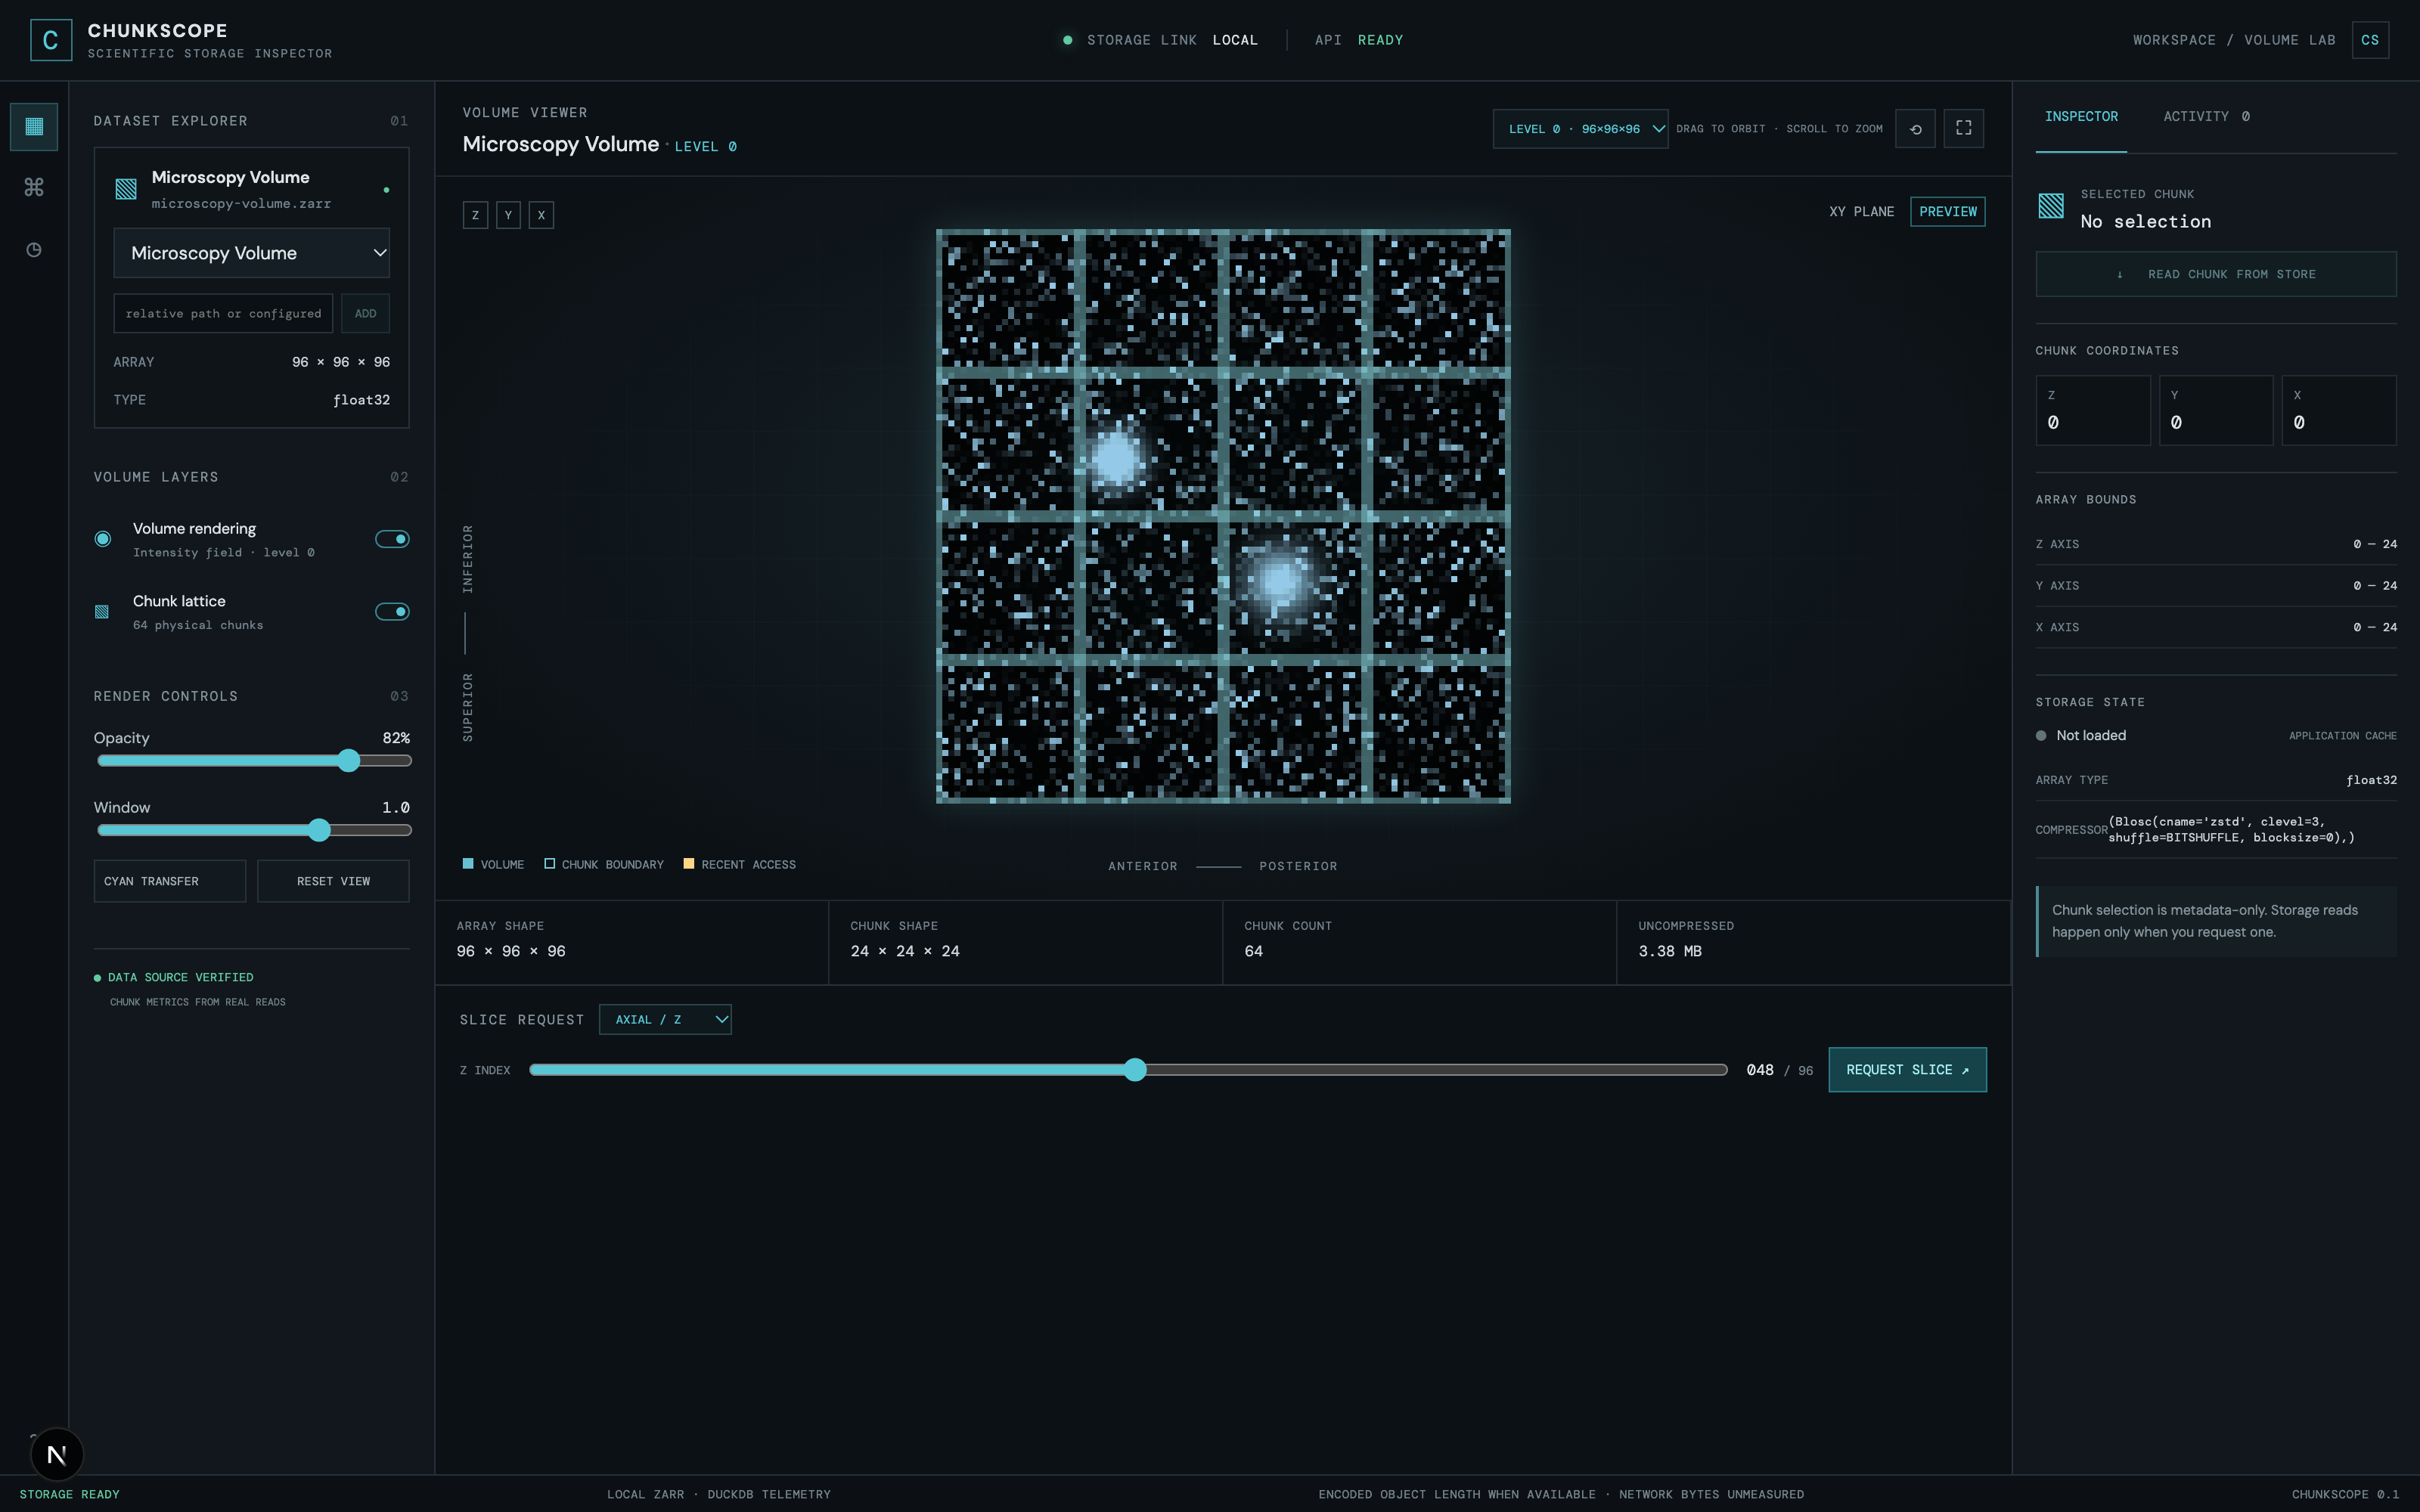 C
CHUNKSCOPE
SCIENTIFIC STORAGE INSPECTOR
STORAGE LINK LOCAL
API READY
WORKSPACE / VOLUME LAB
CS
DATASET EXPLORER 01
Microscopy Volume
microscopy-volume.zarr
Microscopy Volume
relative path or configured
ADD
ARRAY 96 × 96 × 96
TYPE float32
VOLUME LAYERS 02
Volume rendering
Intensity field · level 0
Chunk lattice
64 physical chunks
RENDER CONTROLS 03
Opacity 82%
Window 1.0
CYAN TRANSFER
RESET VIEW
DATA SOURCE VERIFIED
CHUNK METRICS FROM REAL READS
VOLUME VIEWER
Microscopy Volume · LEVEL 0
LEVEL 0 · 96×96×96
DRAG TO ORBIT · SCROLL TO ZOOM
Z Y X
XY PLANE PREVIEW
INFERIOR
SUPERIOR
VOLUME CHUNK BOUNDARY RECENT ACCESS
ANTERIOR POSTERIOR
ARRAY SHAPE
96 × 96 × 96
CHUNK SHAPE
24 × 24 × 24
CHUNK COUNT
64
UNCOMPRESSED
3.38 MB
SLICE REQUEST AXIAL / Z
Z INDEX 048 / 96 REQUEST SLICE ↗
INSPECTOR ACTIVITY 0
SELECTED CHUNK
No selection
↓ READ CHUNK FROM STORE
CHUNK COORDINATES
Z Y X
0 0 0
ARRAY BOUNDS
Z AXIS 0 — 24
Y AXIS 0 — 24
X AXIS 0 — 24
STORAGE STATE
Not loaded APPLICATION CACHE
ARRAY TYPE float32
COMPRESSOR (Blosc(cname='zstd', clevel=3,
shuffle=BITSHUFFLE, blocksize=0),)
Chunk selection is metadata-only. Storage reads
happen only when you request one.
N
STORAGE READY
LOCAL ZARR · DUCKDB TELEMETRY
ENCODED OBJECT LENGTH WHEN AVAILABLE · NETWORK BYTES UNMEASURED
CHUNKSCOPE 0.1